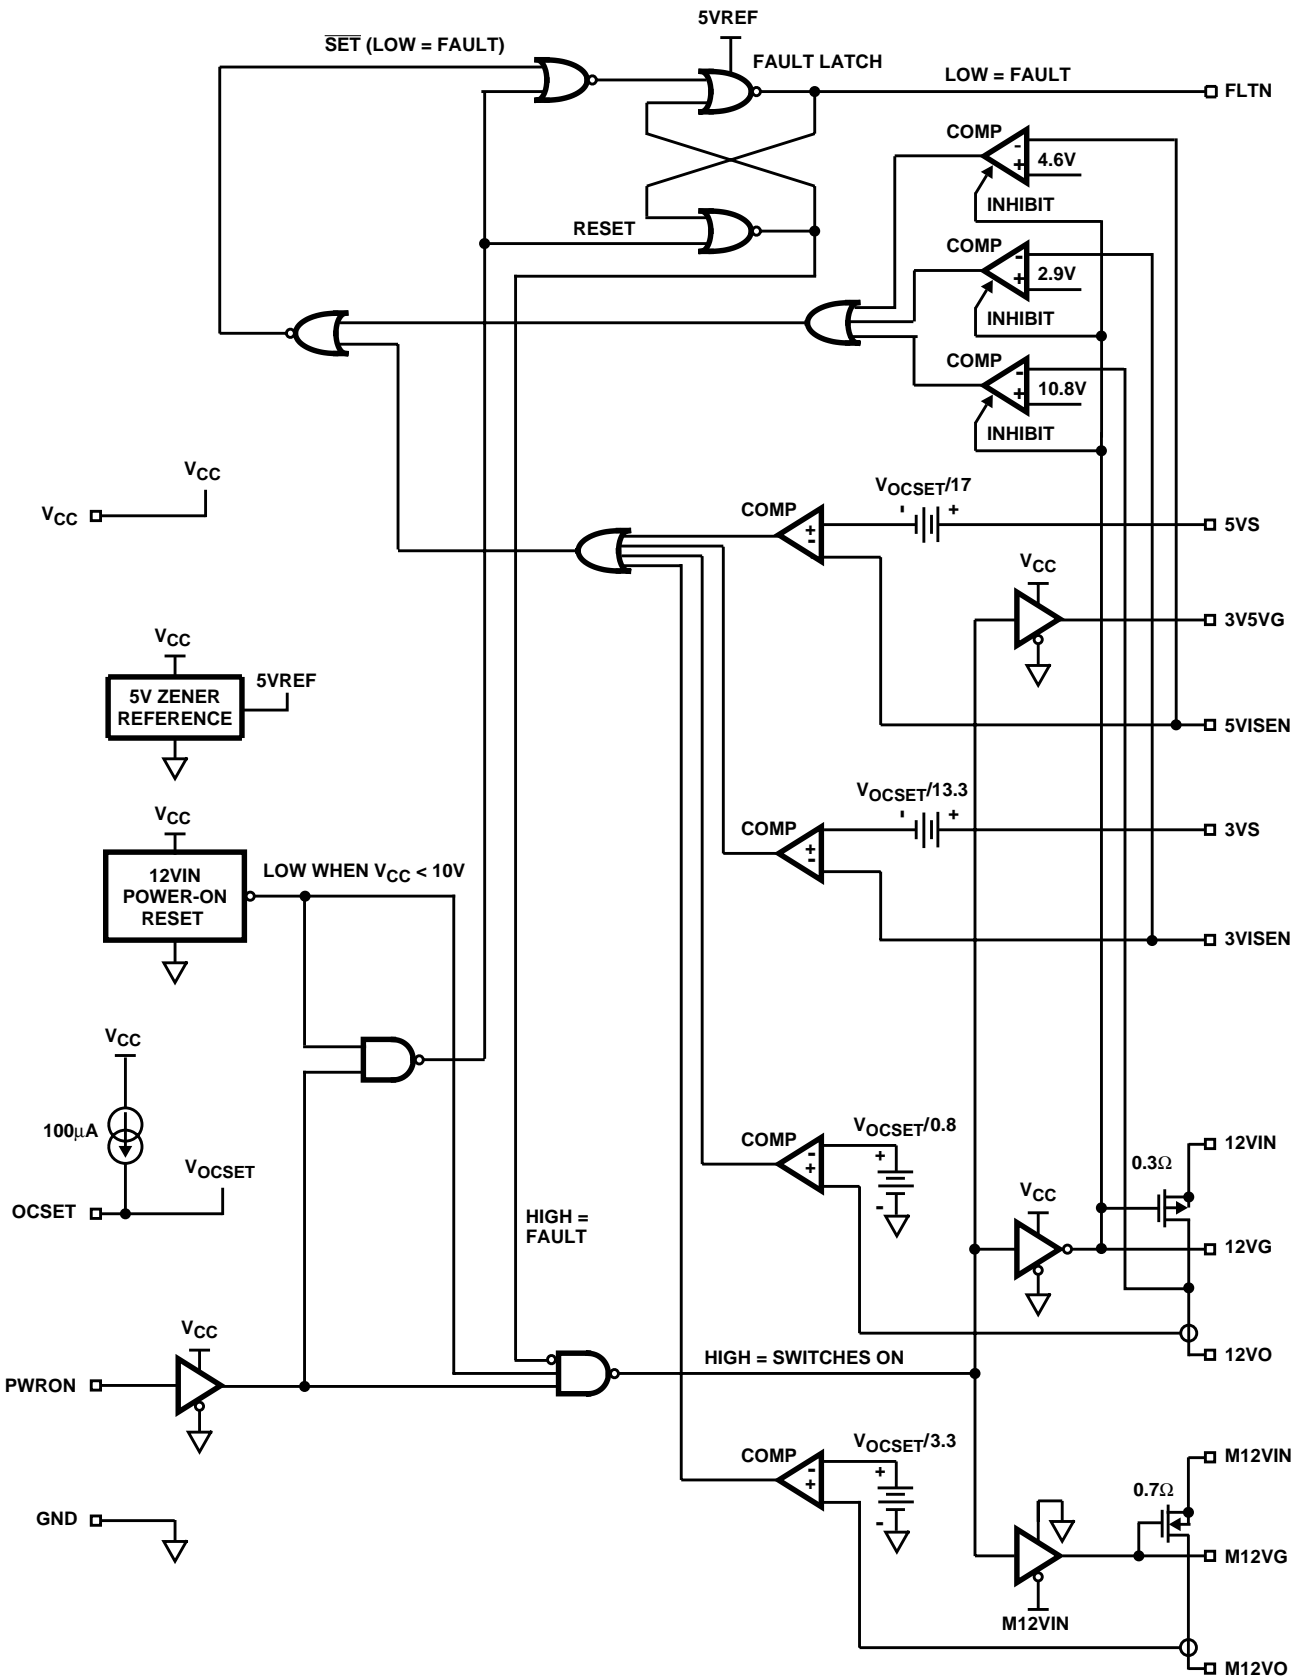 5VREF
SET (LOW = FAULT)
FAULT LATCH
LOW = FAULT
FLTN
COMP
-
+
4.6V
INHIBIT
RESET
COMP
-
+
2.9V
INHIBIT
COMP
-
+
10.8V
INHIBIT
VCC
VCC
VOCSET/17
COMP
+
-
-
+
5VS
VCC
3V5VG
VCC
5V ZENER
REFERENCE
5VREF
5VISEN
VOCSET/13.3
COMP
+
-
-
+
3VS
VCC
12VIN
POWER-ON
RESET
LOW WHEN VCC < 10V
3VISEN
VCC
100µA
VOCSET
OCSET
COMP
-
+
VOCSET/0.8
+
-
12VIN
0.3Ω
VCC
12VG
HIGH =
FAULT
12VO
VCC
PWRON
HIGH = SWITCHES ON
COMP
-
+
VOCSET/3.3
+
-
M12VIN
0.7Ω
GND
M12VG
M12VIN
M12VO